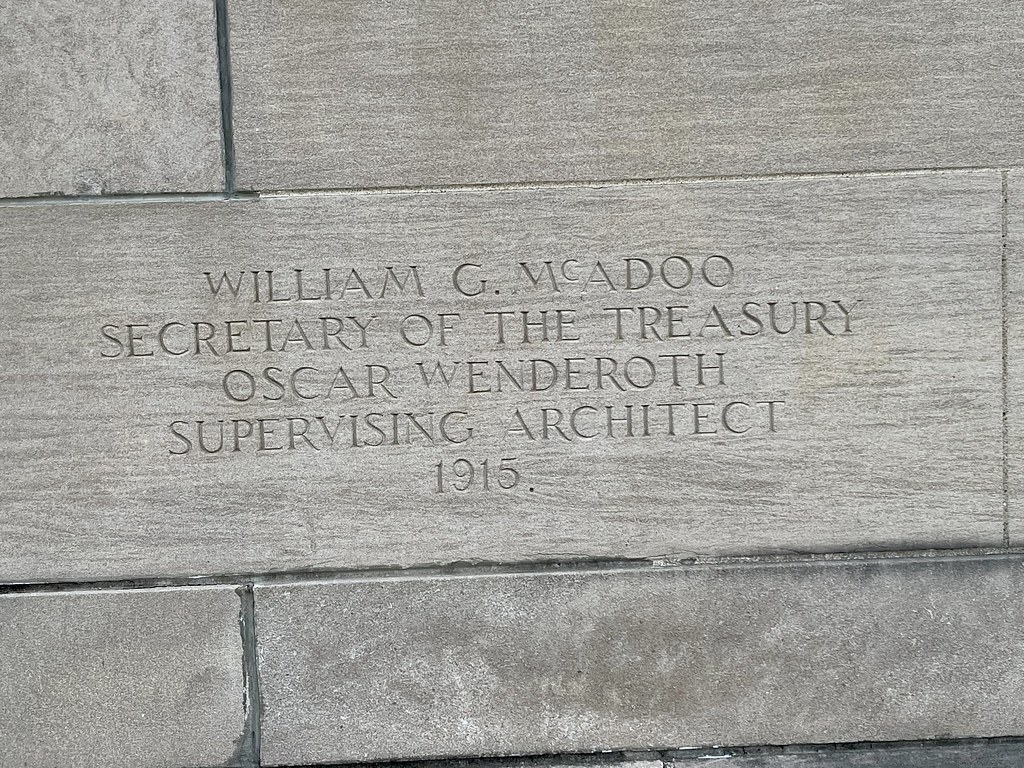 WILLIAM G. McADOO
SECRETARY OF THE TREASURY
OSCAR WENDEROTH
SUPERVISING ARCHITECT
1915.